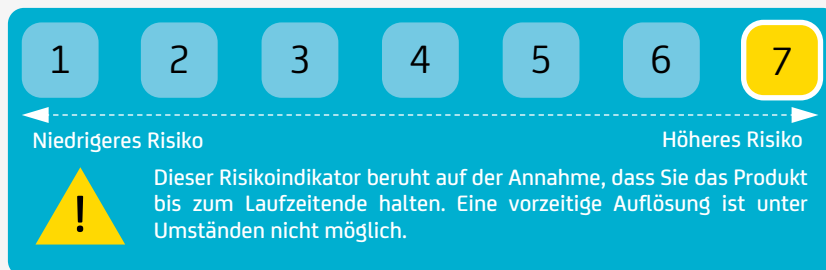 1 2 3 4 5 6 7
Niedrigeres Risiko Höheres Risiko
! Dieser Risikoindikator beruht auf der Annahme, dass Sie das Produkt
bis zum Laufzeitende halten. Eine vorzeitige Auflösung ist unter
Umständen nicht möglich.